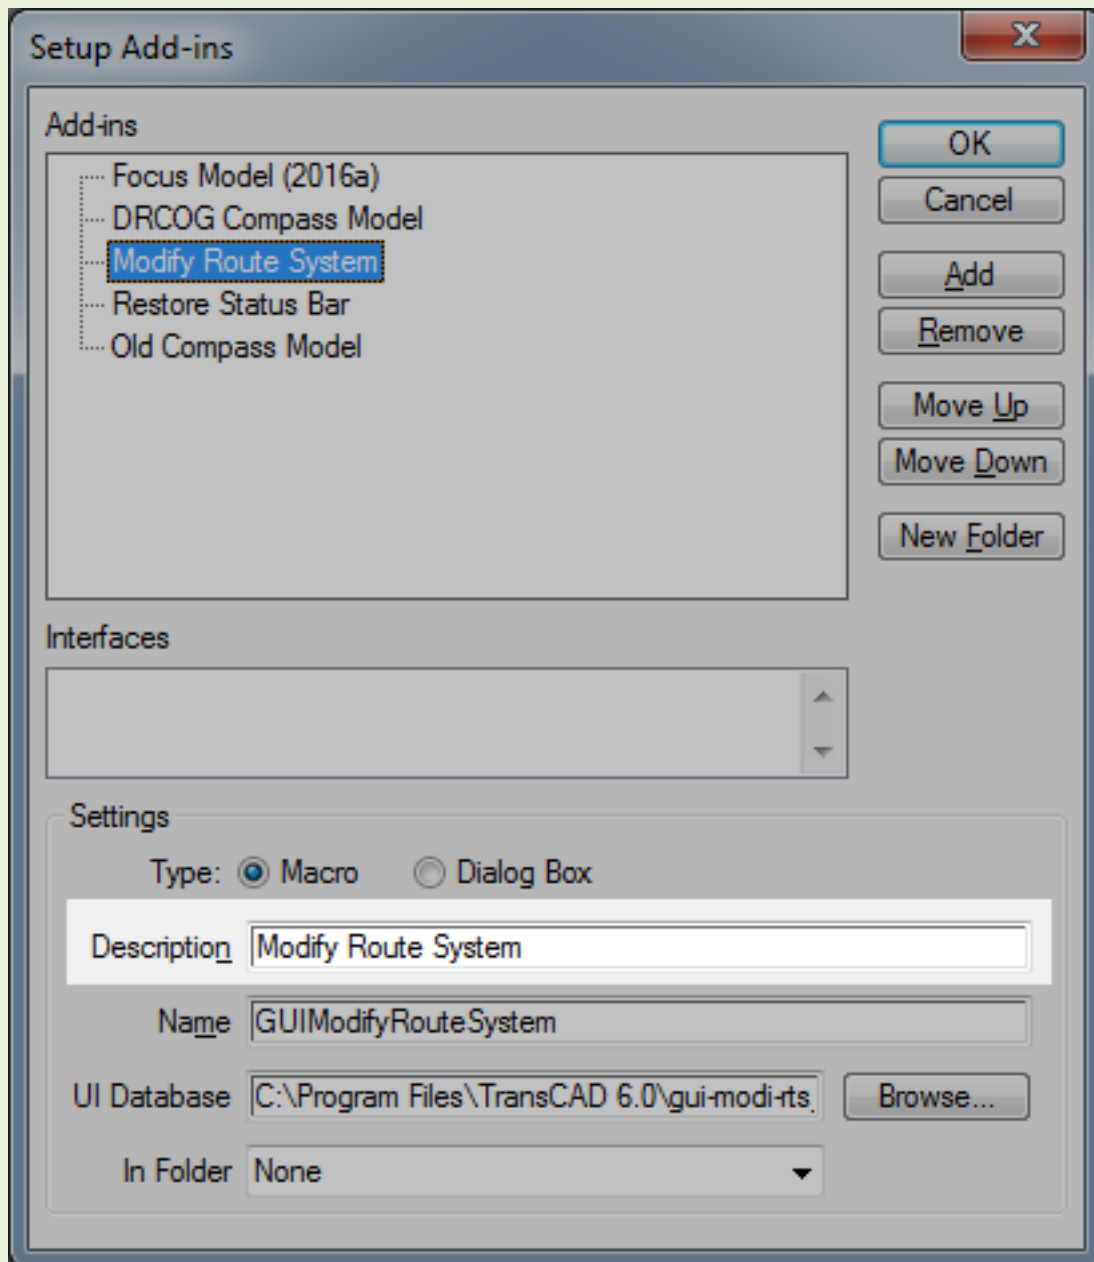 Setup Add-ins
Add-ins
Focus Model (2016a)
DRCOG Compass Model
Modify Route System
Restore Status Bar
Old Compass Model
OK
Cancel
Add
Remove
Move Up
Move Down
New Folder
Interfaces
Settings
Type: Macro Dialog Box
Description Modify Route System
Name GUIModifyRouteSystem
UI Database C:\Program Files\TransCAD 6.0\gui-modi-rts_ Browse...
In Folder None